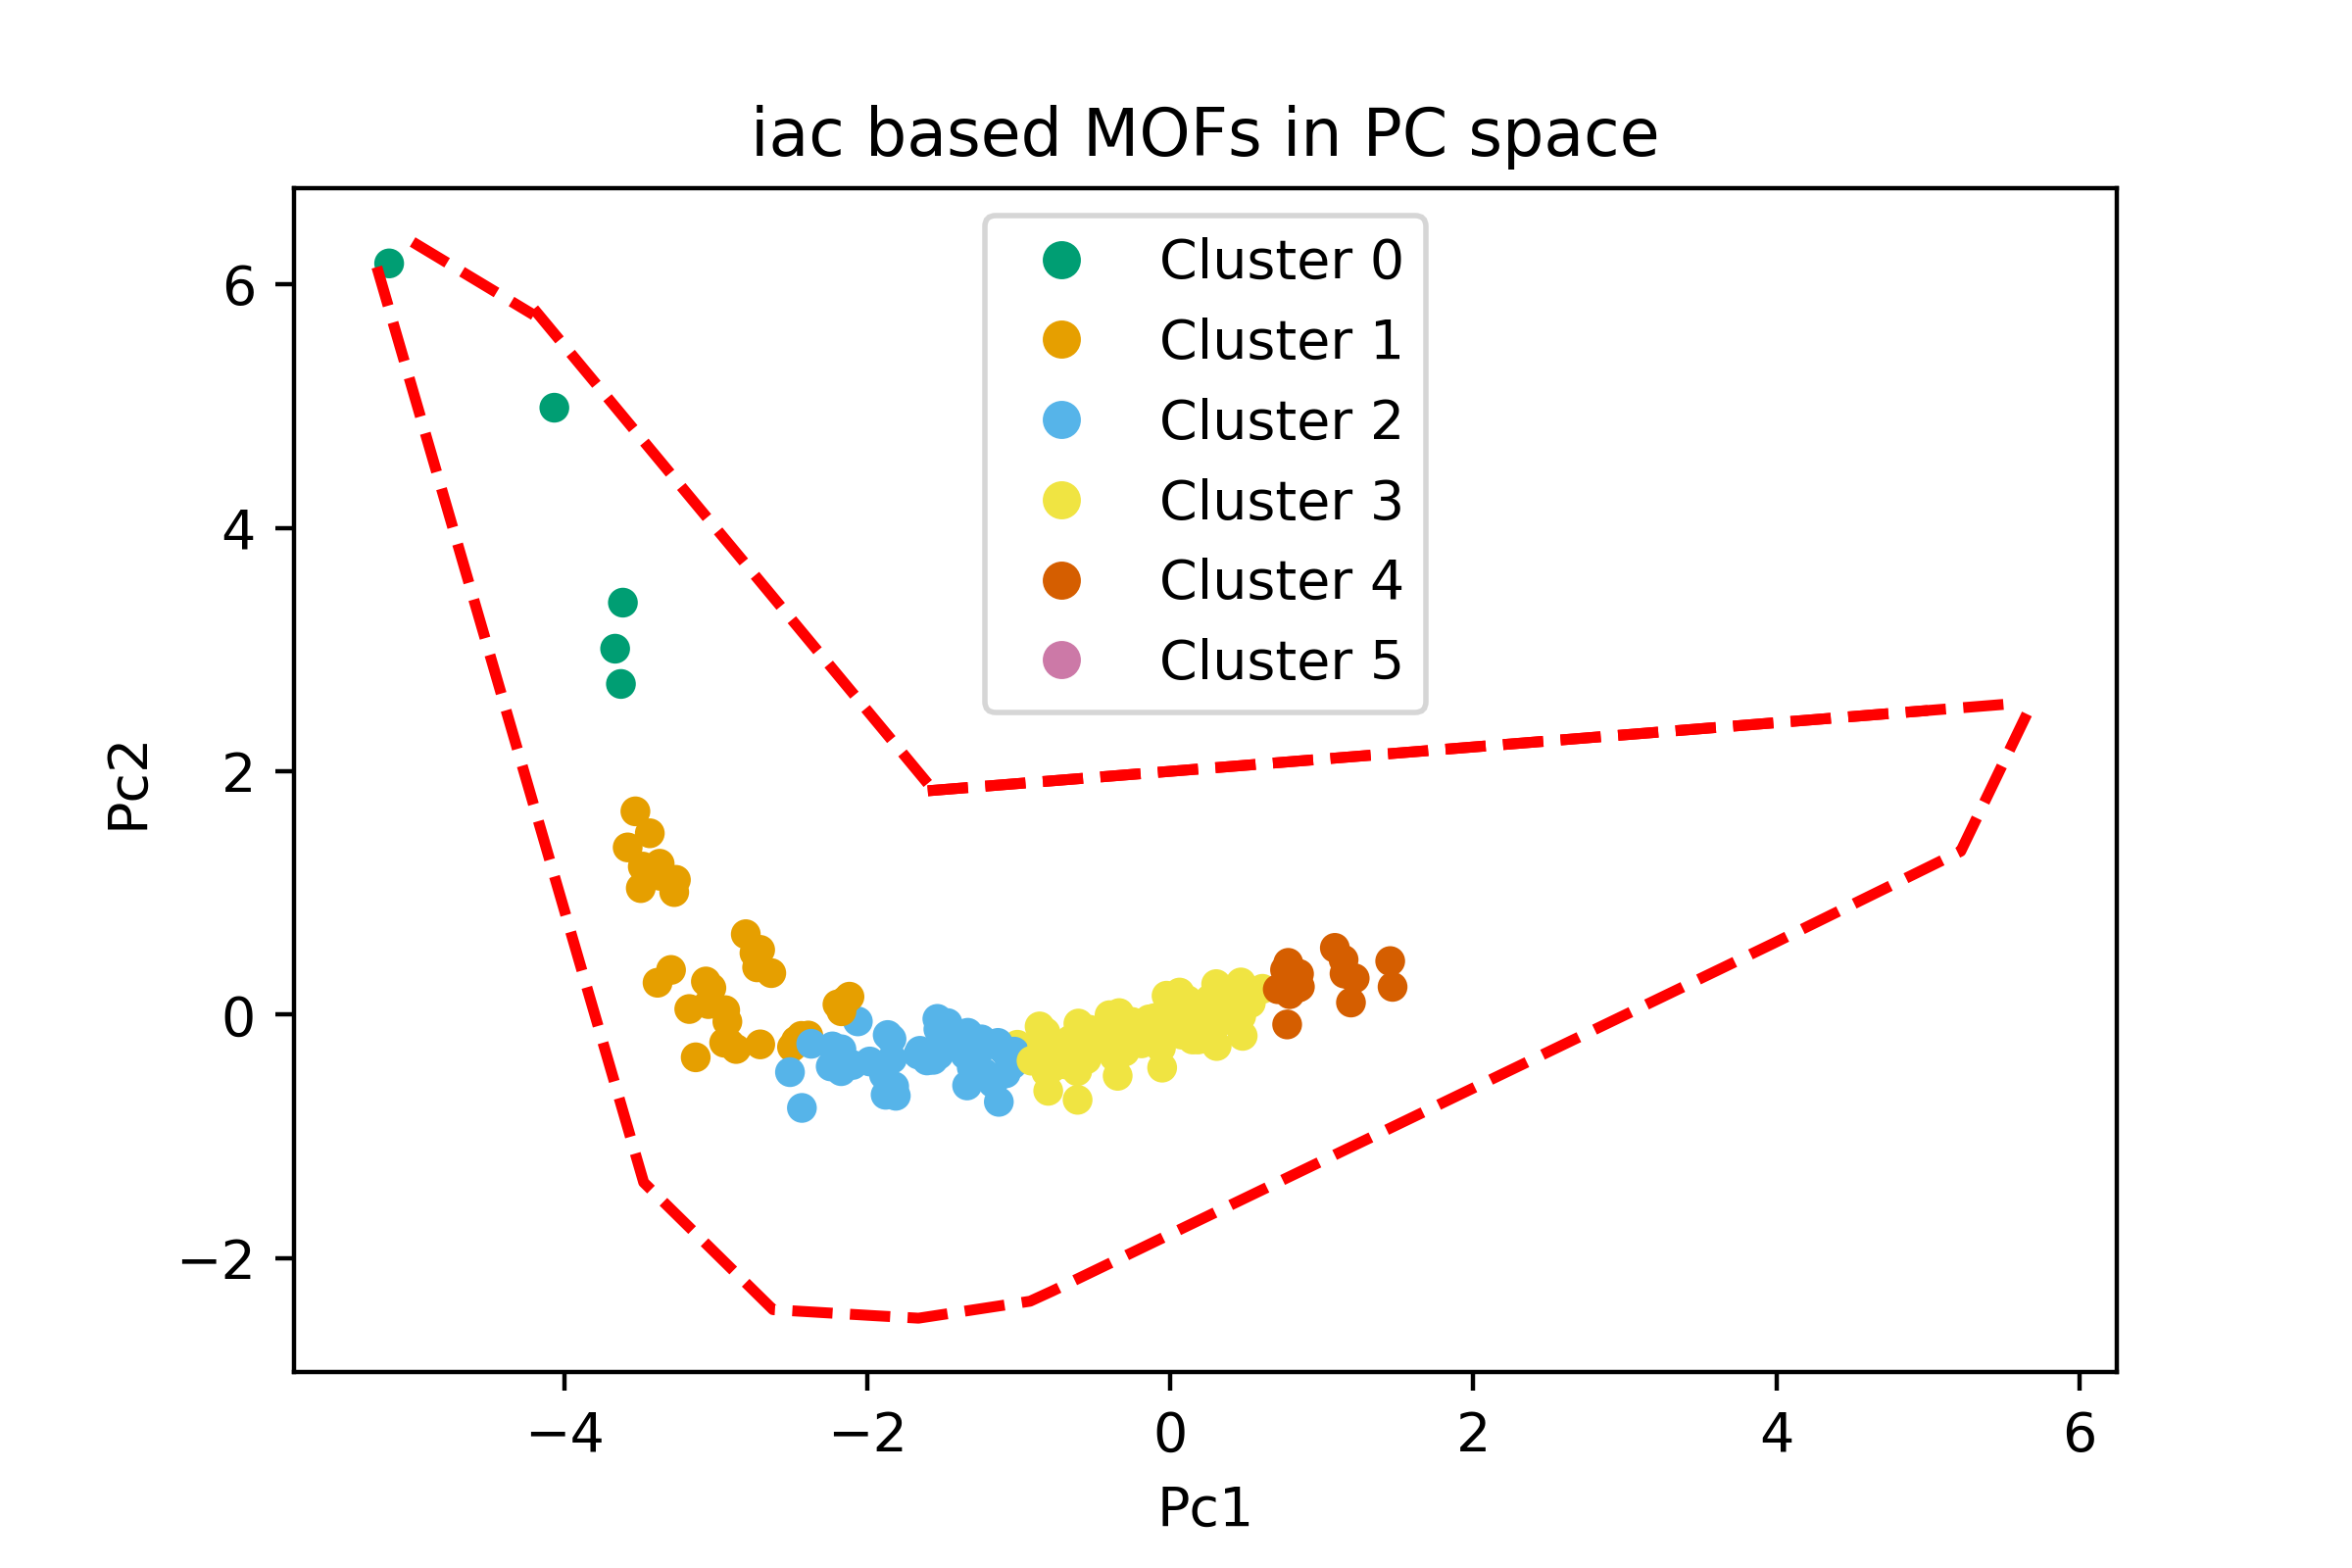 iac based MOFs in PC space
Cluster 0
Cluster 1
Cluster 2
Cluster 3
Cluster 4
Cluster 5
Pc2
6
4
2
0
−2
−4
−2
0
2
4
6
Pc1